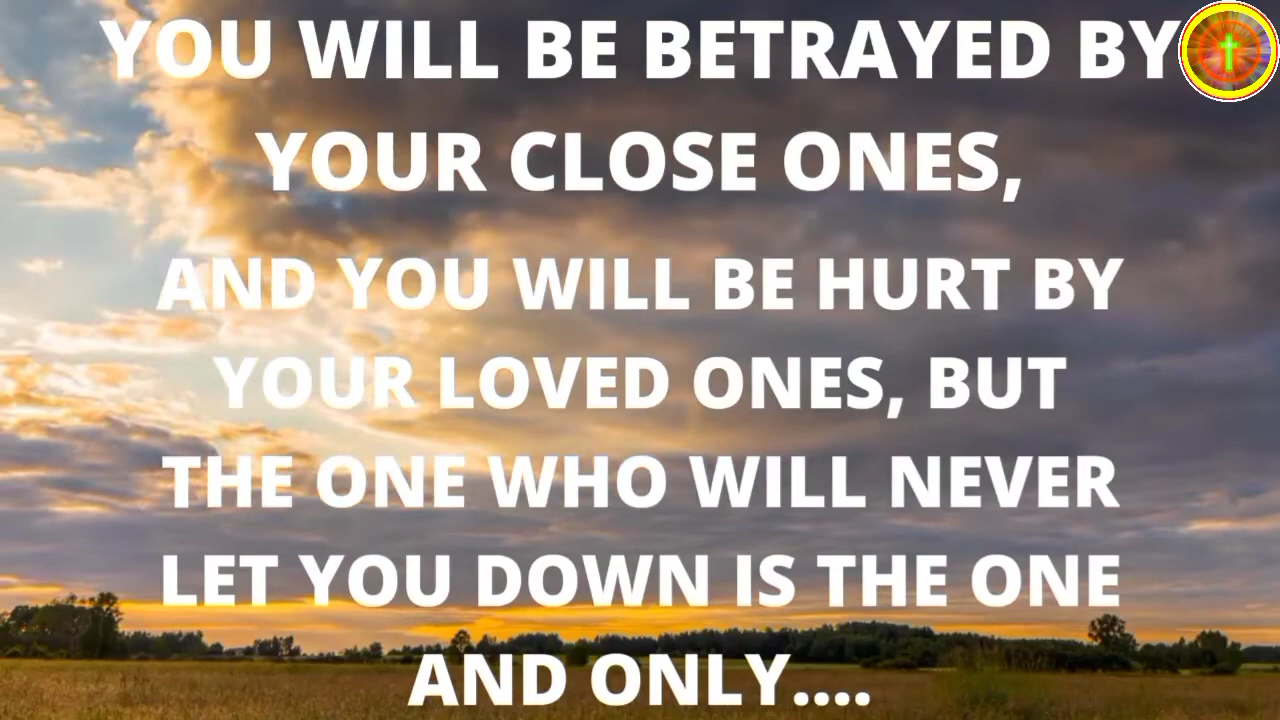 YOU WILL BE BETRAYED BY
YOUR CLOSE ONES,
AND YOU WILL BE HURT BY
YOUR LOVED ONES, BUT
THE ONE WHO WILL NEVER
LET YOU DOWN IS THE ONE
AND ONLY....